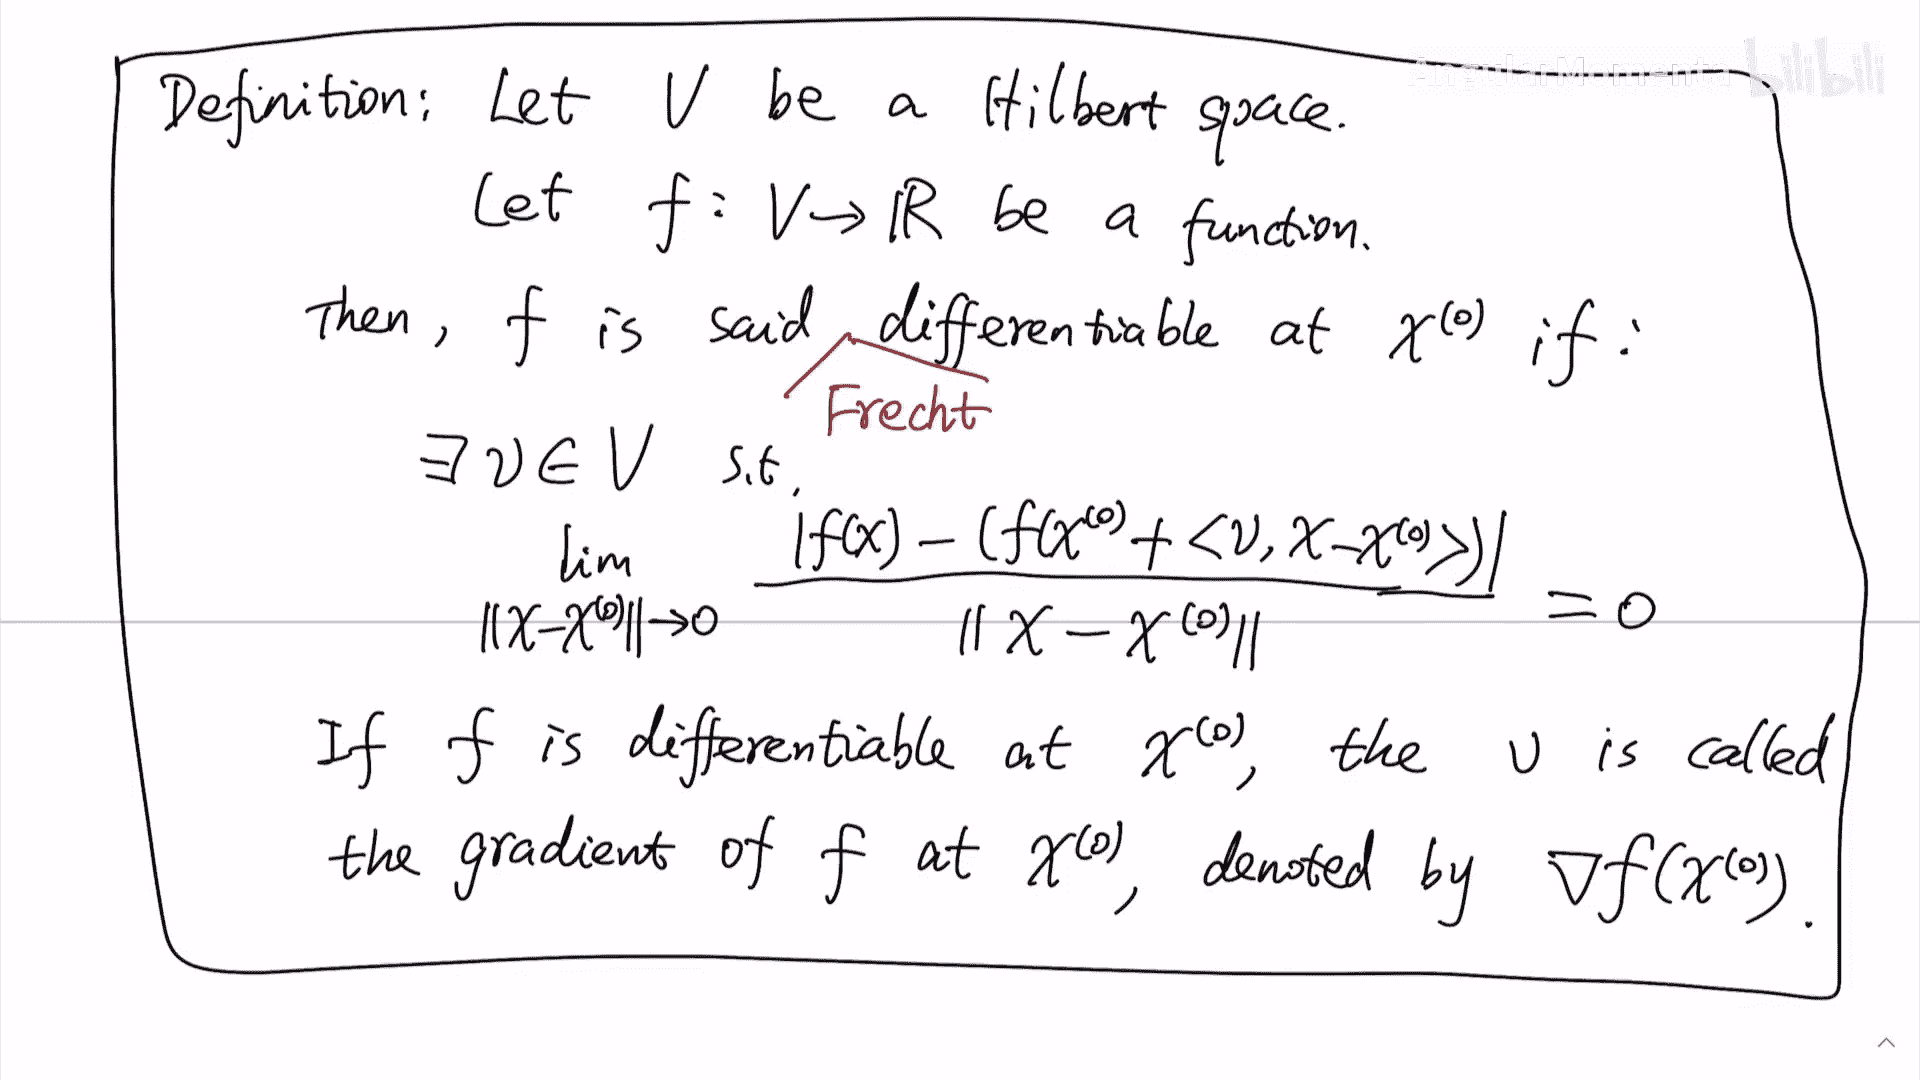 AngularMomenta bilibili
Definition: Let V be a Hilbert space.
Let f: V→ℝ be a function.
Then, f is said differentiable at x^(0) if:
Frecht
∃ v ∈ V s.t.
lim |f(x) – (f(x^(0) + <v, x–x^(0)>)|
‖x–x^(0)‖→0 ‖x – x^(0)‖ = 0
If f is differentiable at x^(0), the v is called
the gradient of f at x^(0), denoted by ∇f(x^(0)).